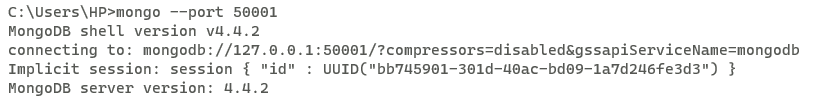 C:\Users\HP>mongo --port 50001
MongoDB shell version v4.4.2
connecting to: mongodb://127.0.0.1:50001/?compressors=disabled&gssapiServiceName=mongodb
Implicit session: session { "id" : UUID("bb745901-301d-40ac-bd09-1a7d246fe3d3") }
MongoDB server version: 4.4.2